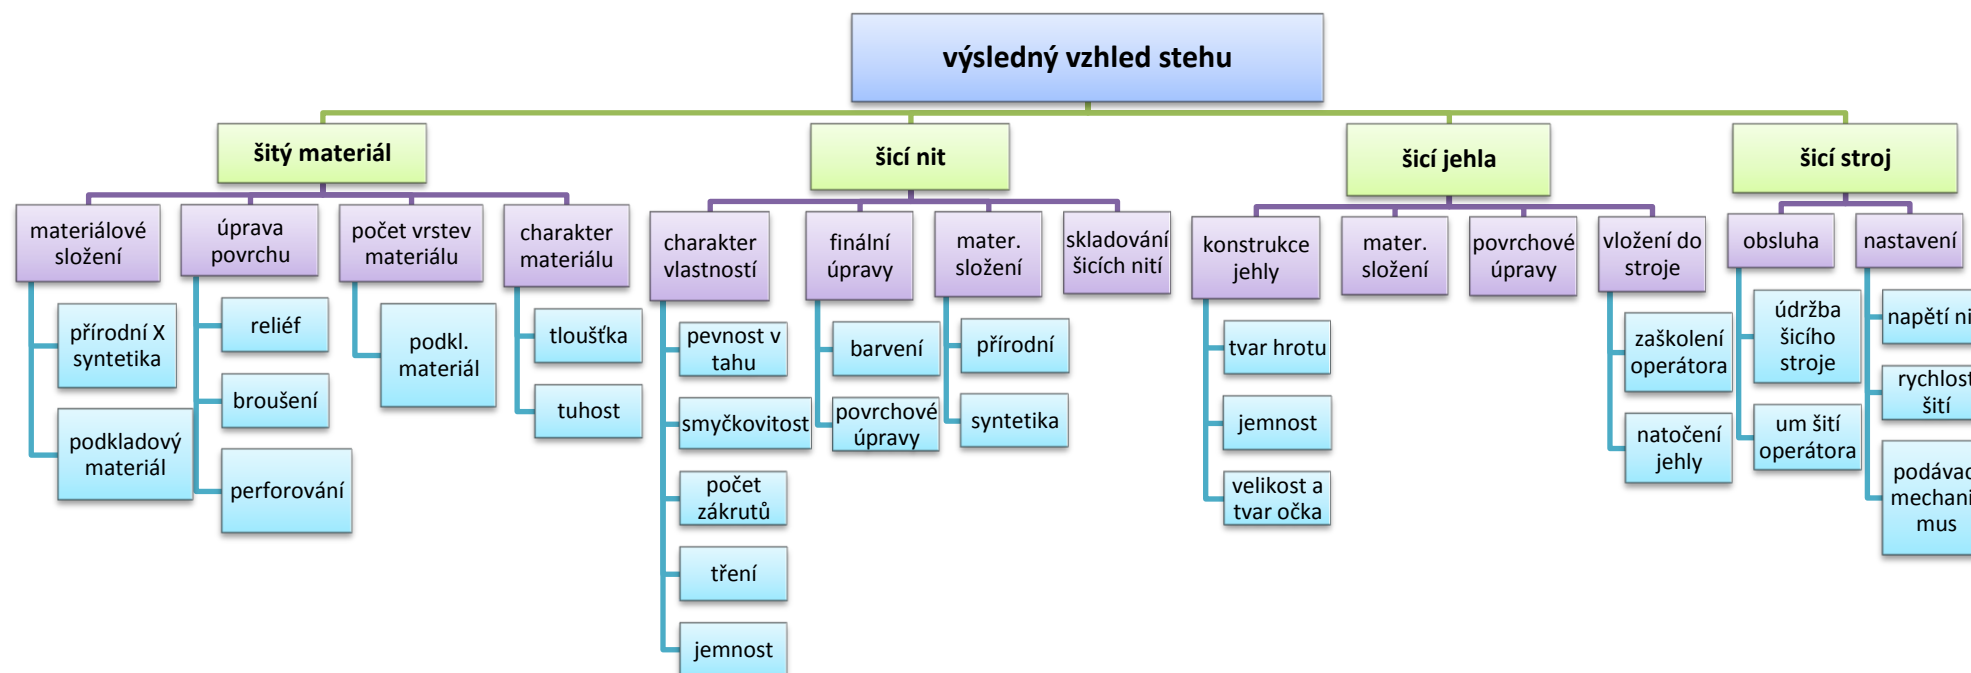 výsledný vzhled stehu
šitý materiál
šicí nit
šicí jehla
šicí stroj
materiálové
složení
úprava
povrchu
počet vrstev
materiálu
charakter
materiálu
charakter
vlastností
finální
úpravy
mater.
složení
skladování
šicích nití
konstrukce
jehly
mater.
složení
povrchové
úpravy
vložení do
stroje
obsluha
nastavení
přírodní X
syntetika
podkladový
materiál
reliéf
broušení
perforování
podkl.
materiál
tloušťka
tuhost
pevnost v
tahu
smyčkovitost
počet
zákrutů
tření
jemnost
barvení
povrchové
úpravy
přírodní
syntetika
tvar hrotu
jemnost
velikost a
tvar očka
zaškolení
operátora
natočení
jehly
údržba
šicího
stroje
um šití
operátora
napětí
rychlost
šití
mus